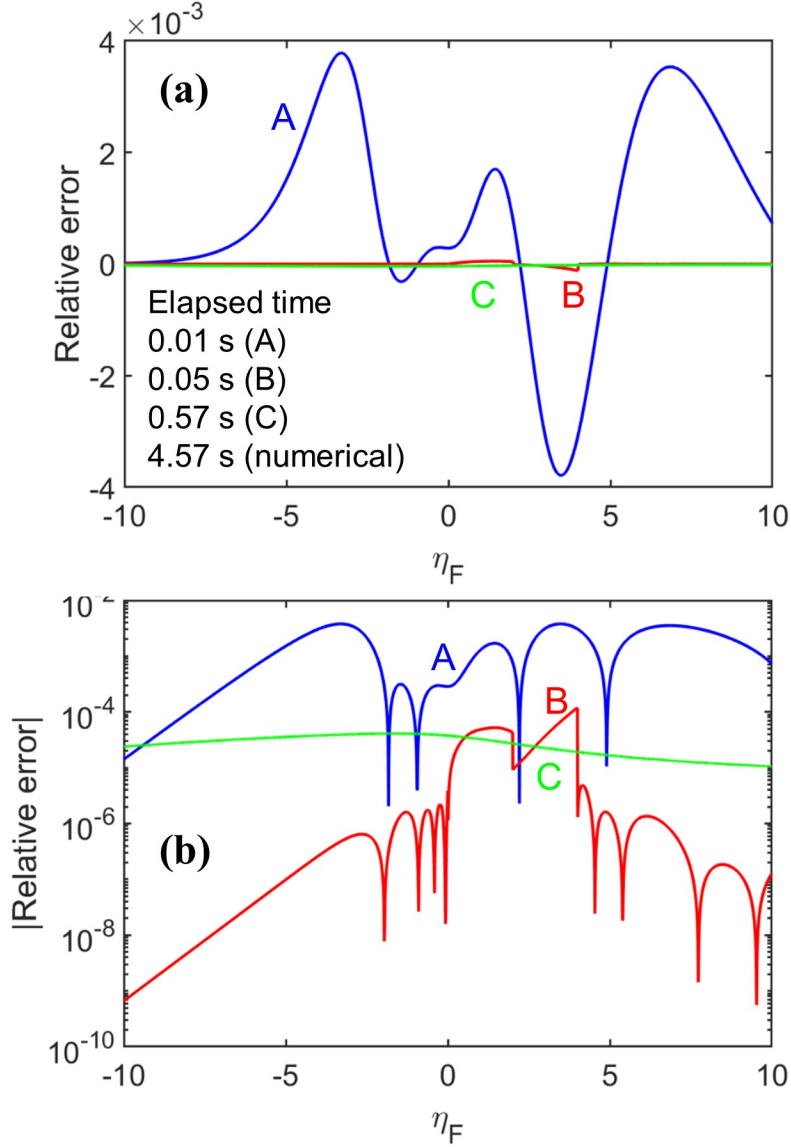 ×10⁻³
4
(a)
A
2
Relative error
0
C
B
Elapsed time
0.01 s (A)
0.05 s (B)
-2
0.57 s (C)
4.57 s (numerical)
-4
-10
-5
0
5
10
η_F
10⁻²
A
B
10⁻⁴
C
|Relative error|
10⁻⁶
(b)
10⁻⁸
10⁻¹⁰
-10
-5
0
5
10
η_F